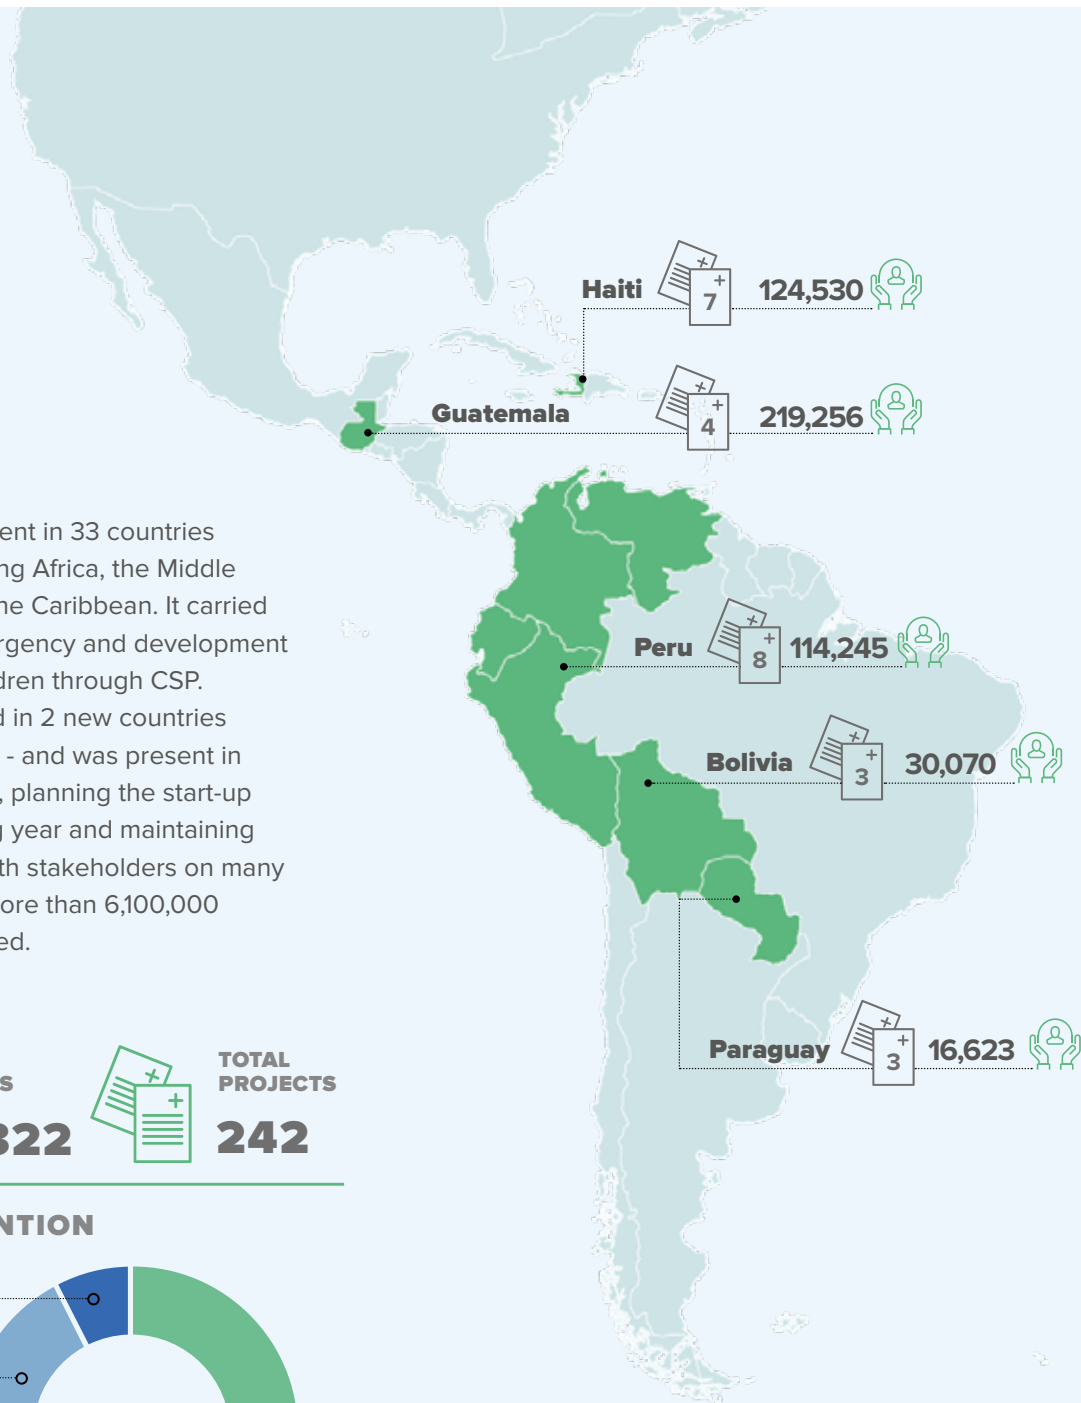 Haiti 7 124,530
Guatemala 4 219,256
ent in 33 countries
ng Africa, the Middle
ne Caribbean. It carried
ergency and development
dren through CSP.
d in 2 new countries
- and was present in
, planning the start-up
g year and maintaining
th stakeholders on many
ore than 6,100,000
ed.
Peru 8 114,245
Bolivia 3 30,070
Paraguay 3 16,623
S
322
TOTAL
PROJECTS
242
NTION